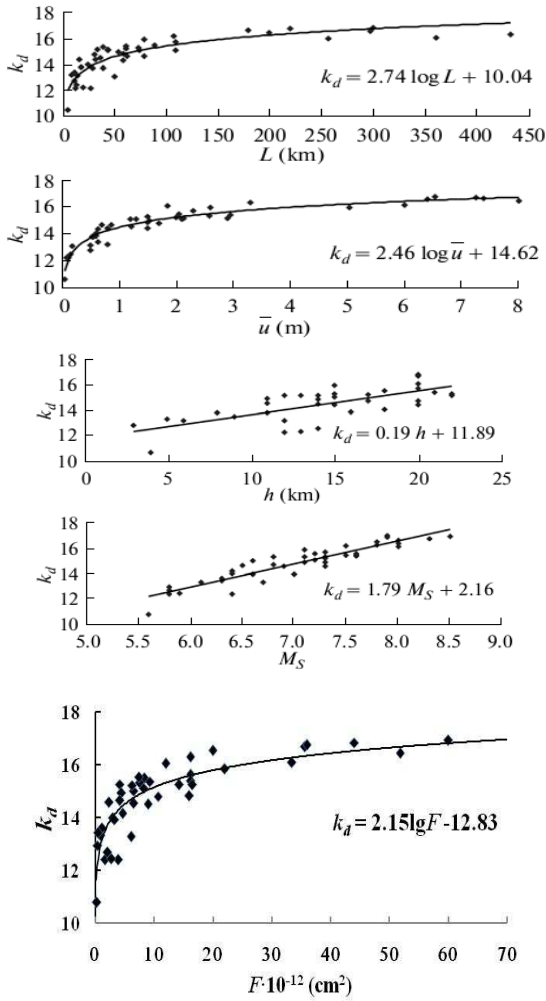 18
16
14
12
10
k_d
k_d = 2.74 log L + 10.04
0 50 100 150 200 250 300 350 400 450
L (km)
18
16
14
12
10
k_d
k_d = 2.46 log u̅ + 14.62
0 1 2 3 4 5 6 7 8
u̅ (m)
18
16
14
12
10
k_d
k_d = 0.19 h + 11.89
0 5 10 15 20 25
h (km)
18
16
14
12
10
k_d
k_d = 1.79 M_S + 2.16
5.0 5.5 6.0 6.5 7.0 7.5 8.0 8.5 9.0
M_S
18
16
14
12
10
k_d
k_d = 2.15lgF-12.83
0 10 20 30 40 50 60 70
F·10⁻¹² (cm²)